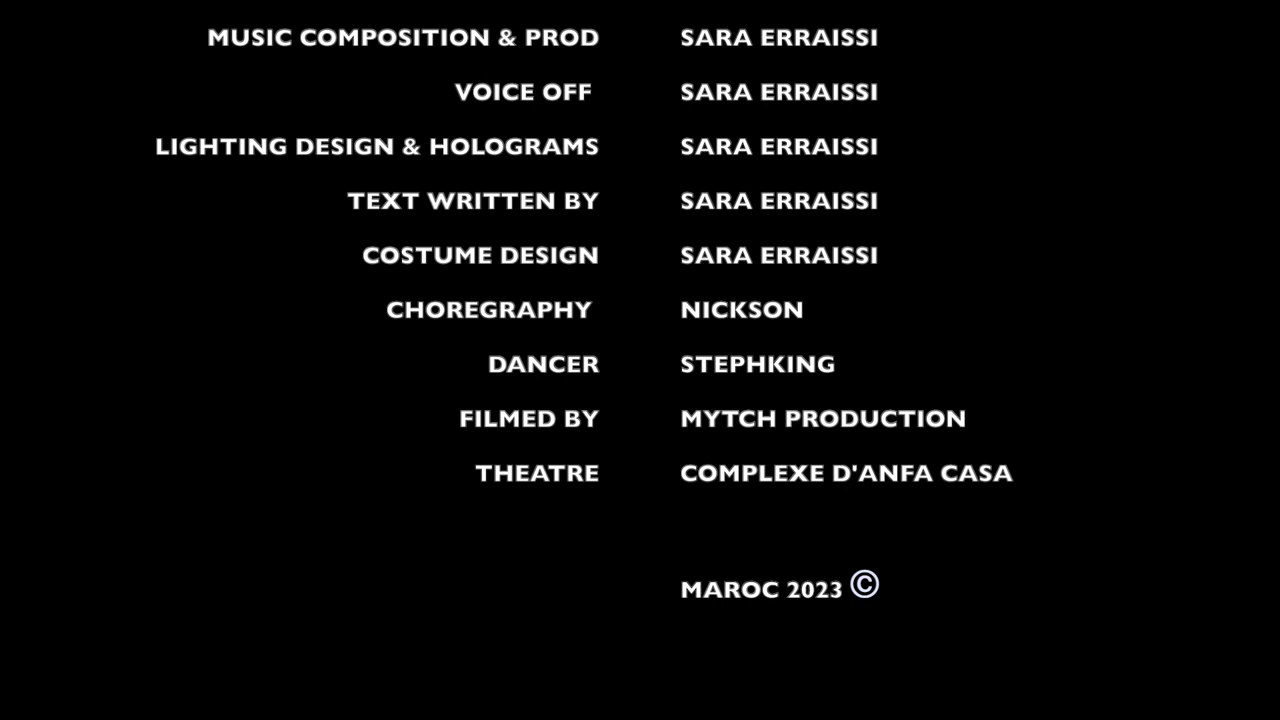 MUSIC COMPOSITION & PROD SARA ERRAISSI
VOICE OFF SARA ERRAISSI
LIGHTING DESIGN & HOLOGRAMS SARA ERRAISSI
TEXT WRITTEN BY SARA ERRAISSI
COSTUME DESIGN SARA ERRAISSI
CHOREGRAPHY NICKSON
DANCER STEPHKING
FILMED BY MYTCH PRODUCTION
THEATRE COMPLEXE D'ANFA CASA
MAROC 2023 ©